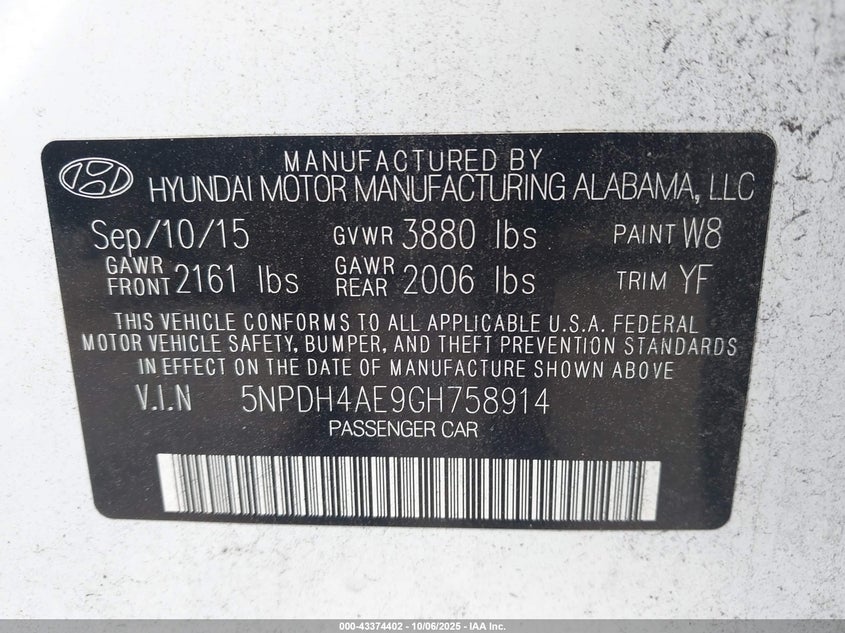 MANUFACTURED BY
HYUNDAI MOTOR MANUFACTURING ALABAMA, LLC
Sep/10/15 GVWR 3880 lbs PAINT W8
GAWR FRONT 2161 lbs GAWR REAR 2006 lbs TRIM YF
THIS VEHICLE CONFORMS TO ALL APPLICABLE U.S.A. FEDERAL
MOTOR VEHICLE SAFETY, BUMPER, AND THEFT PREVENTION STANDARDS
IN EFFECT ON THE DATE OF MANUFACTURE SHOWN ABOVE
V.I.N 5NPDH4AE9GH758914
PASSENGER CAR
000-43374402 - 10/06/2025 - IAA Inc.